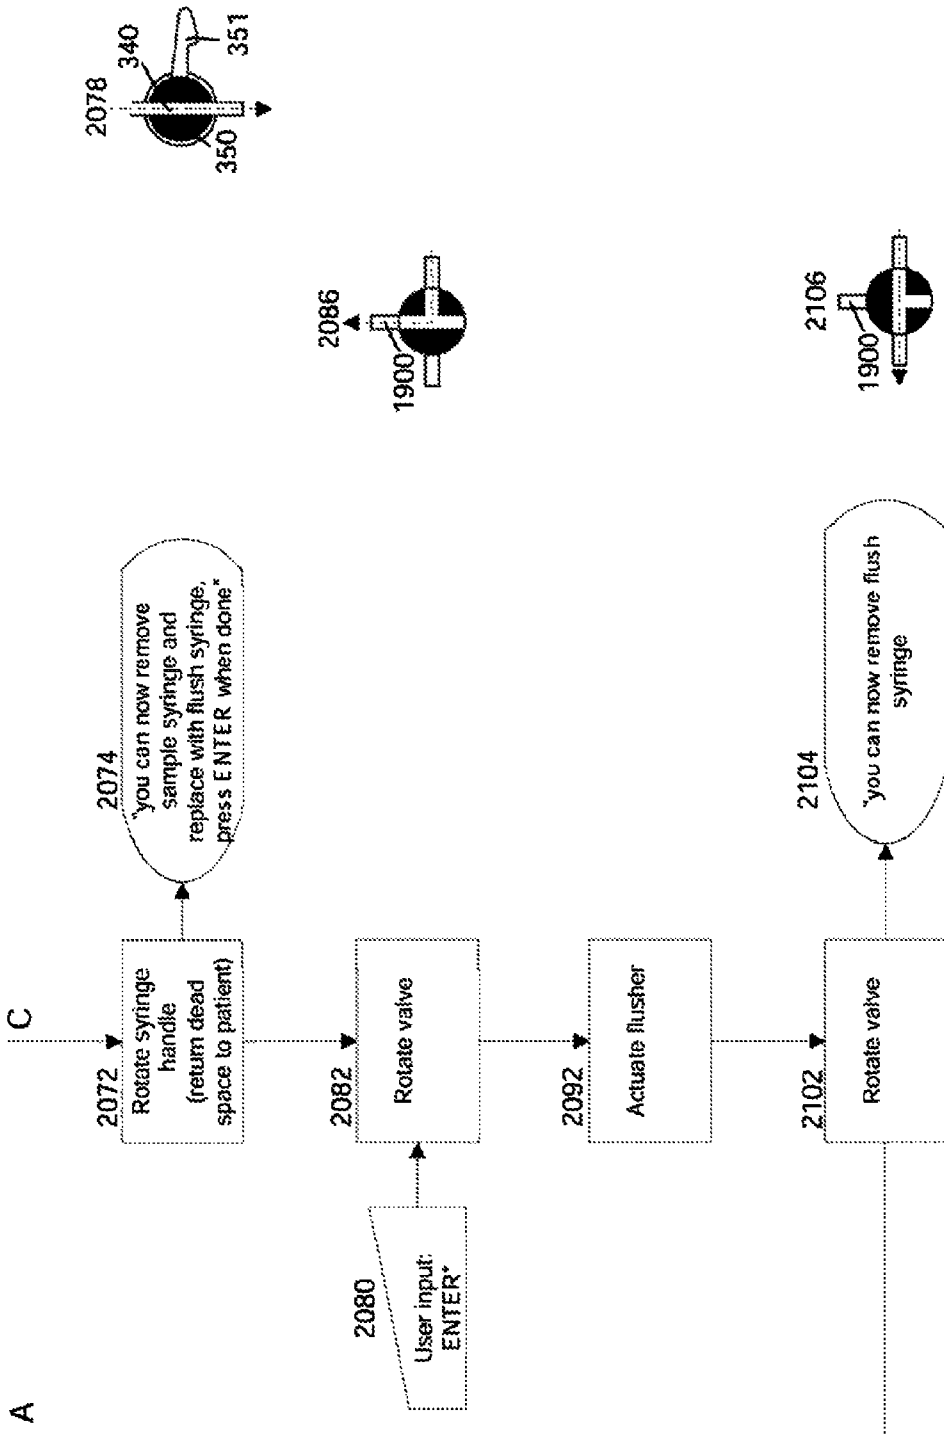 A
C
2072
Rotate syringe
handle
(return dead
space to patient)
2074
"you can now remove
sample syringe and
replace with flush syringe,
press ENTER when done"
2078
340
350
351
2080
User input:
ENTER"
2082
Rotate valve
2086
1900
2092
Actuate flusher
2102
Rotate valve
2104
"you can now remove flush
syringe
2106
1900